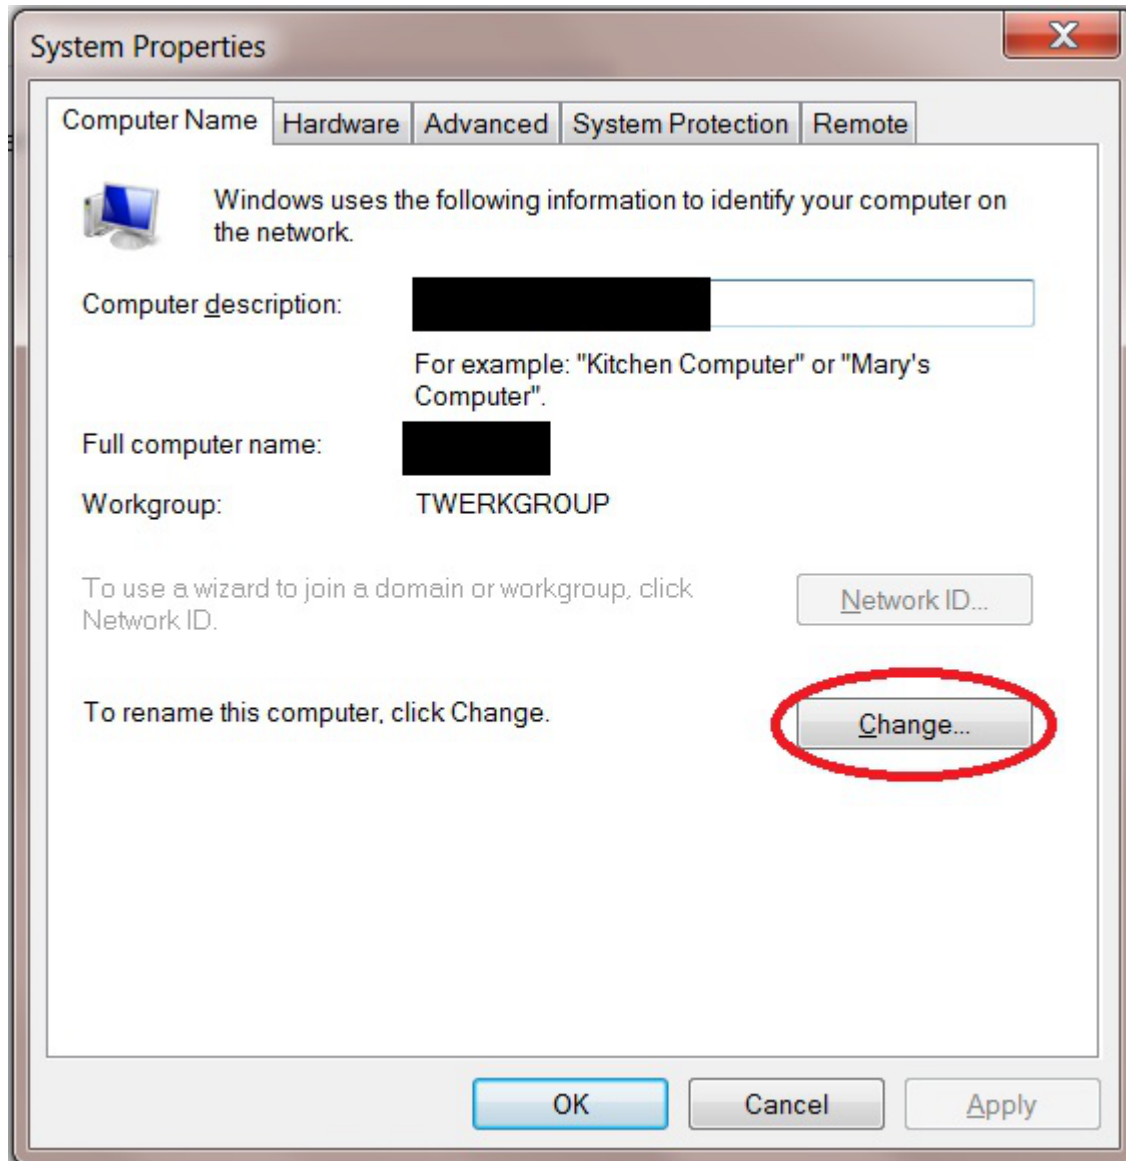 System Properties
Computer Name Hardware Advanced System Protection Remote
Windows uses the following information to identify your computer on
the network.
Computer description:
For example: "Kitchen Computer" or "Mary's
Computer".
Full computer name:
Workgroup: TWERKGROUP
To use a wizard to join a domain or workgroup, click
Network ID.
Network ID...
To rename this computer, click Change.
Change...
OK Cancel Apply